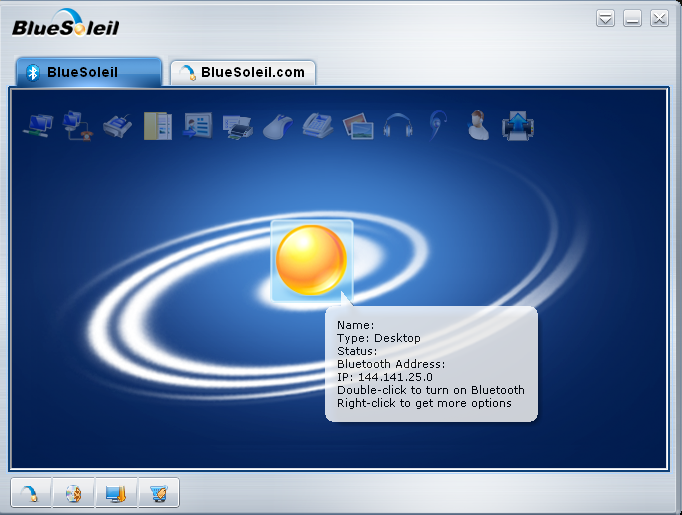 BlueSoleil
BlueSoleil
BlueSoleil.com
Name:
Type: Desktop
Status:
Bluetooth Address:
IP: 144.141.25.0
Double-click to turn on Bluetooth
Right-click to get more options